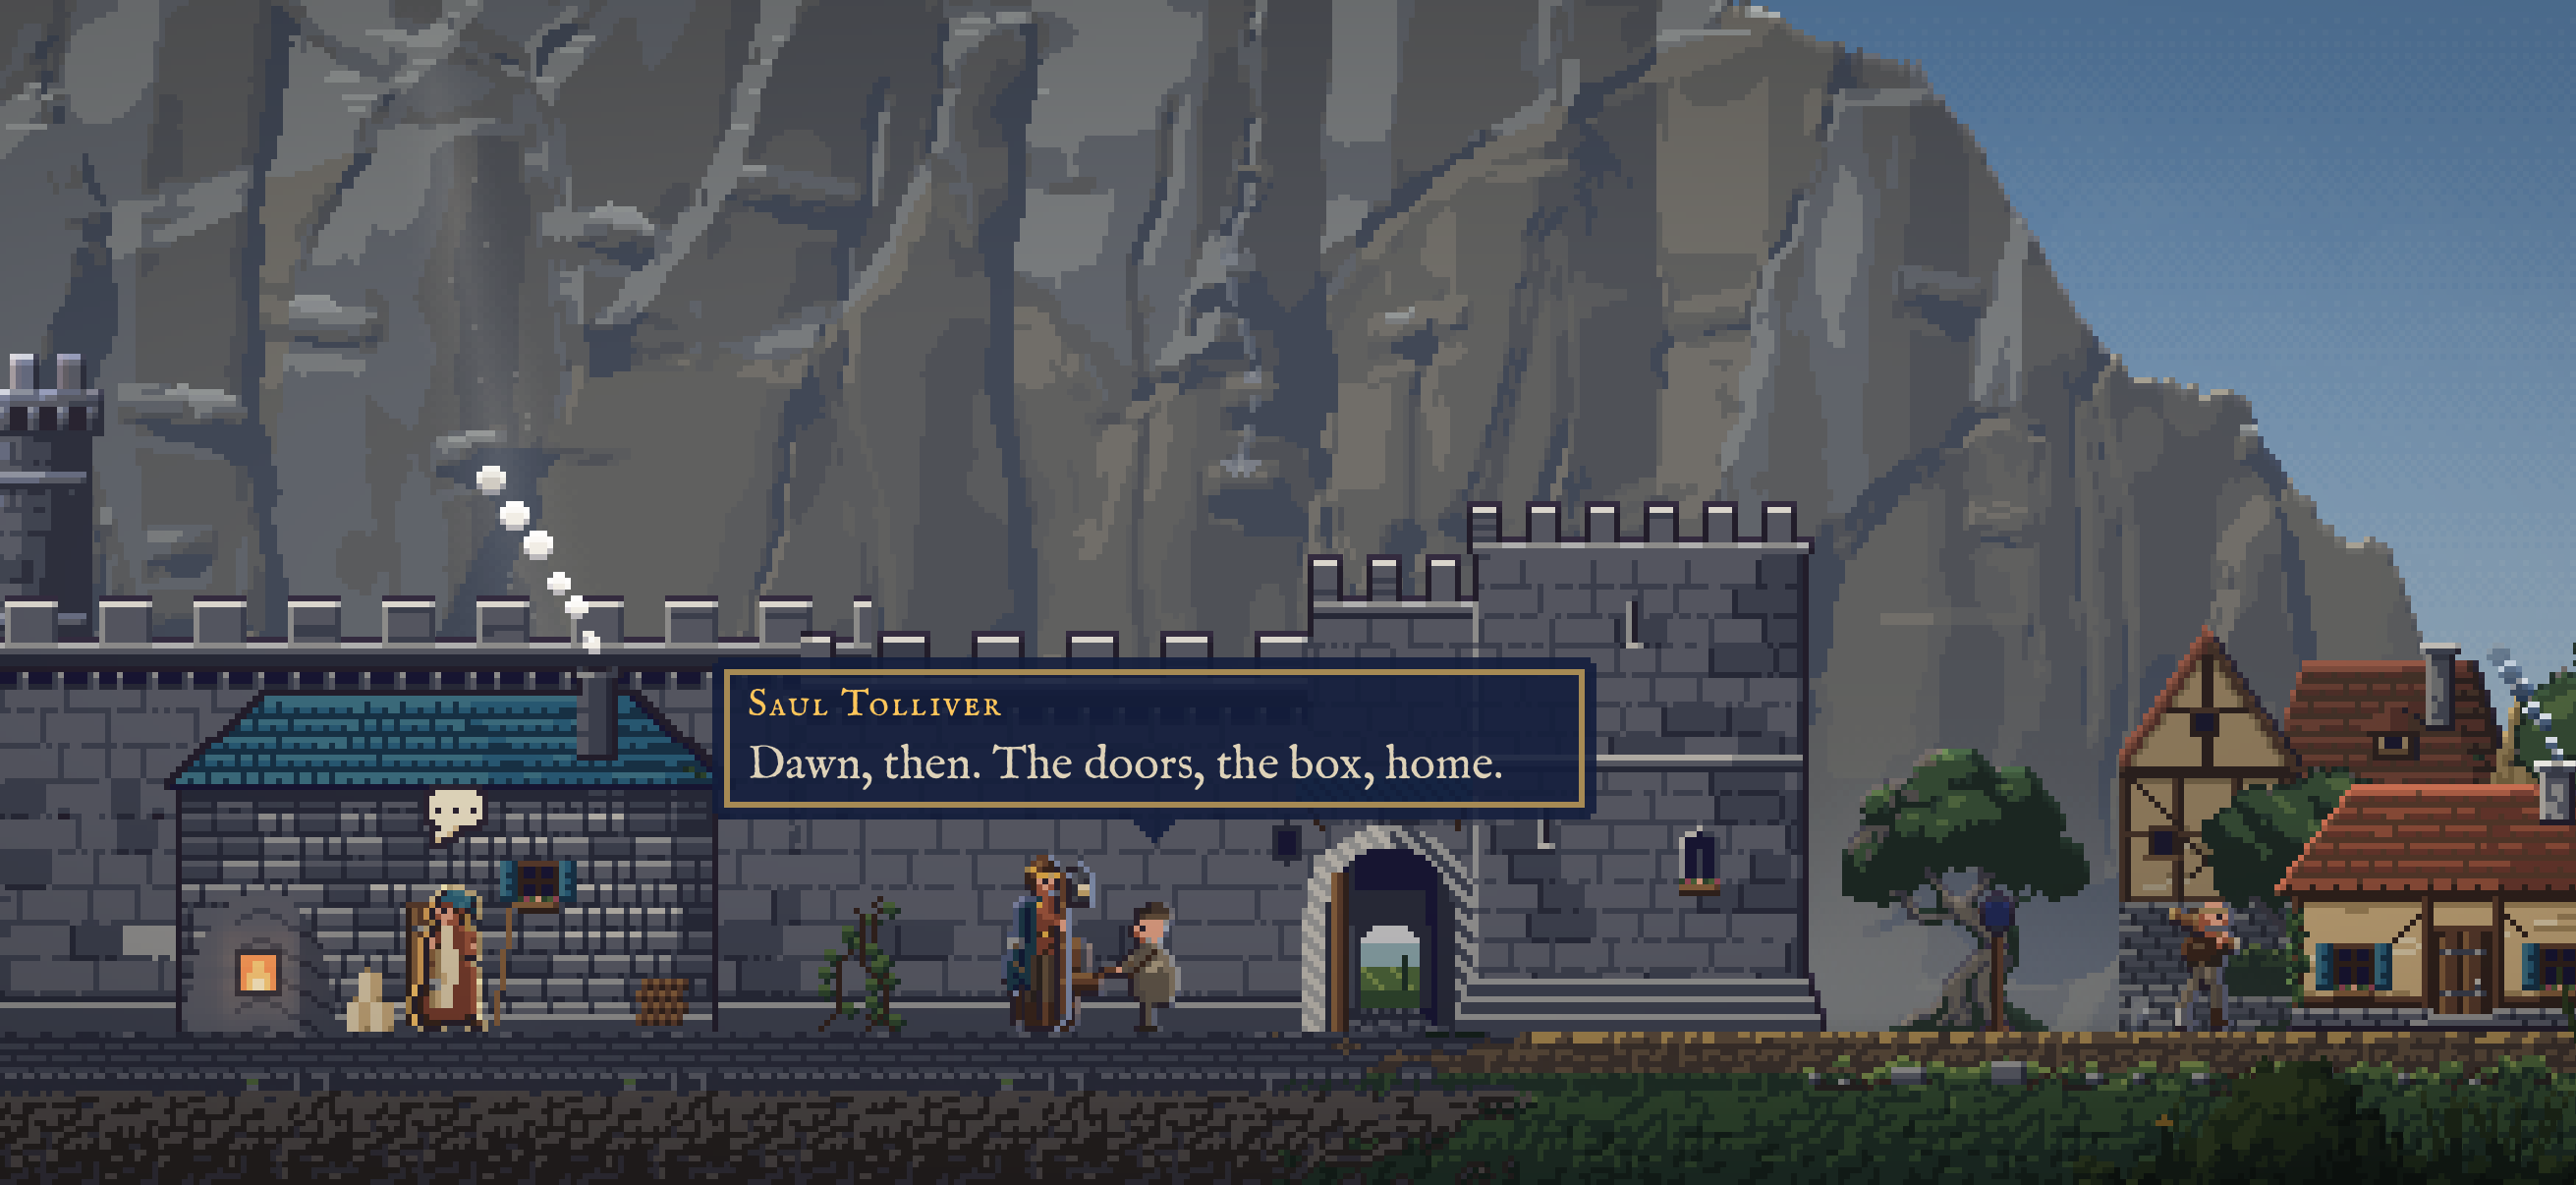 Saul Tolliver
Dawn, then. The doors, the box, home.